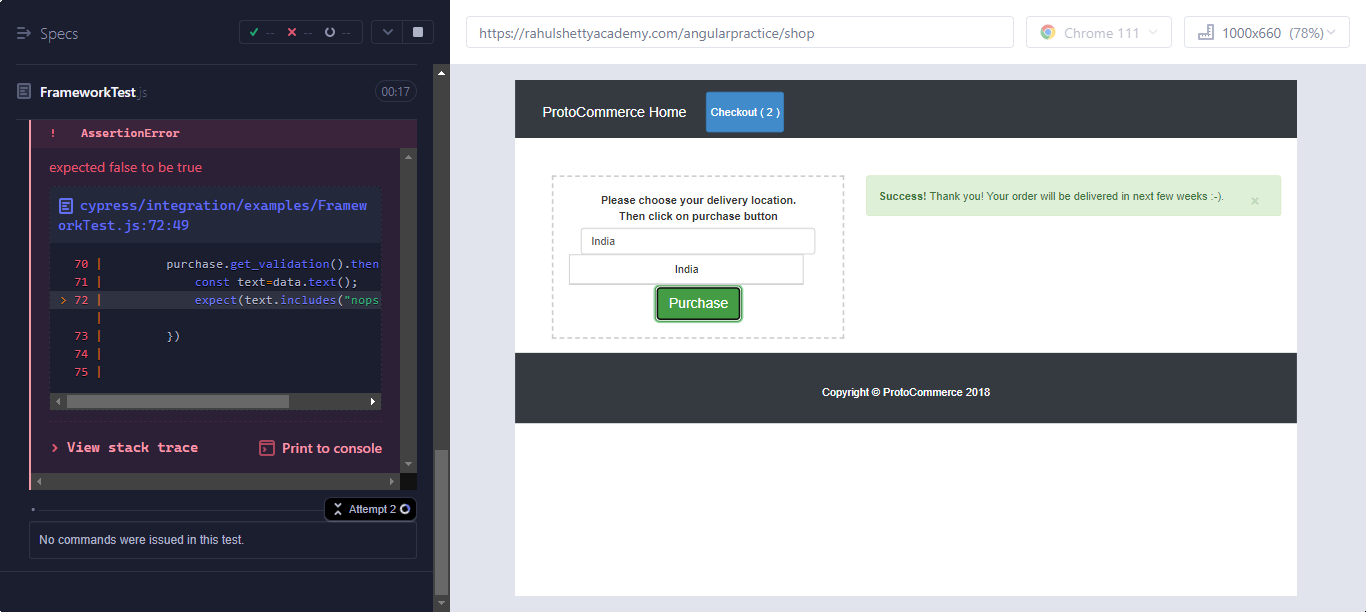 Specs
-- -- --
FrameworkTest js
00:17
! AssertionError
expected false to be true
cypress/integration/examples/Framew
orkTest.js:72:49
70 | purchase.get_validation().then
71 | const text=data.text();
> 72 | expect(text.includes("nops
|
73 | })
74 |
75 |
View stack trace
Print to console
Attempt 2
No commands were issued in this test.
https://rahulshettyacademy.com/angularpractice/shop
Chrome 111
1000x660 (78%)
ProtoCommerce Home
Checkout ( 2 )
Please choose your delivery location.
Then click on purchase button
India
India
Purchase
Success! Thank you! Your order will be delivered in next few weeks :-).
×
Copyright © ProtoCommerce 2018